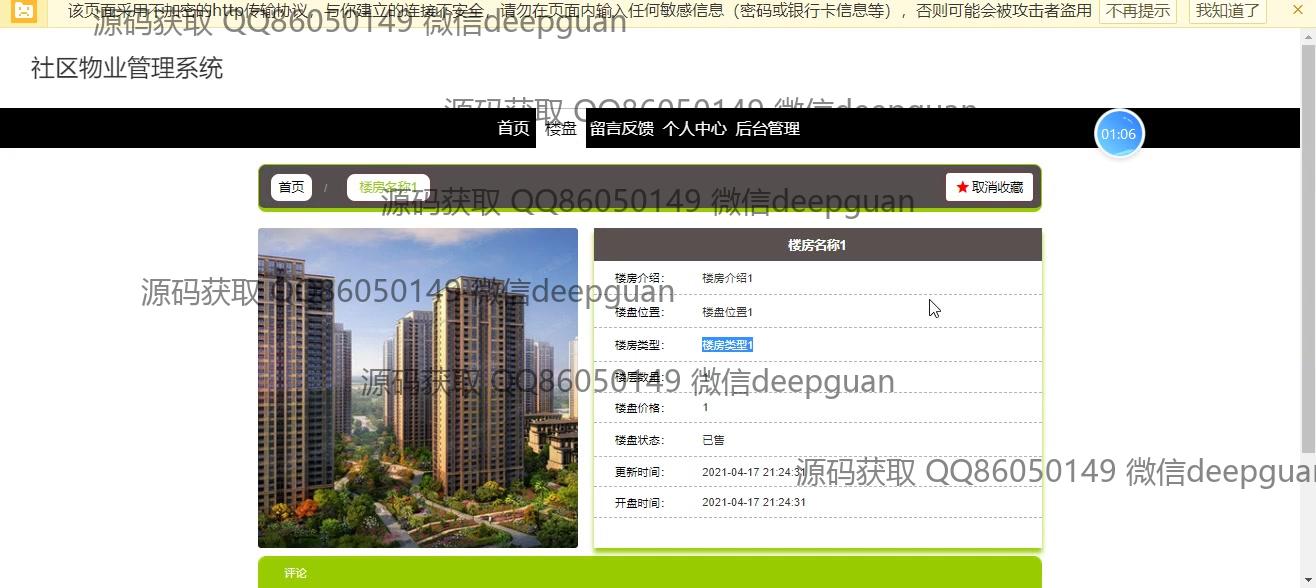 该页面采用不加密的http传输协议，与你建立的连接不安全，请勿在页面内输入任何敏感信息（密码或银行卡信息等），否则可能会被攻击者盗用 不再提示 我知道了 ×
源码获取 QQ86050149 微信deepguan
社区物业管理系统
源码获取 QQ86050149 微信deepguan
首页 楼盘 留言反馈 个人中心 后台管理
01:06
首页 / 楼房名称1 ★取消收藏
源码获取 QQ86050149 微信deepguan
楼房名称1
楼房介绍： 楼房介绍1
源码获取 QQ86050149 微信deepguan
楼盘位置： 楼盘位置1
楼房类型： 楼房类型1
楼层数量： 1
源码获取 QQ86050149 微信deepguan
楼盘价格： 1
楼盘状态： 已售
更新时间： 2021-04-17 21:24:31
源码获取 QQ86050149 微信deepguan
开盘时间： 2021-04-17 21:24:31
评论